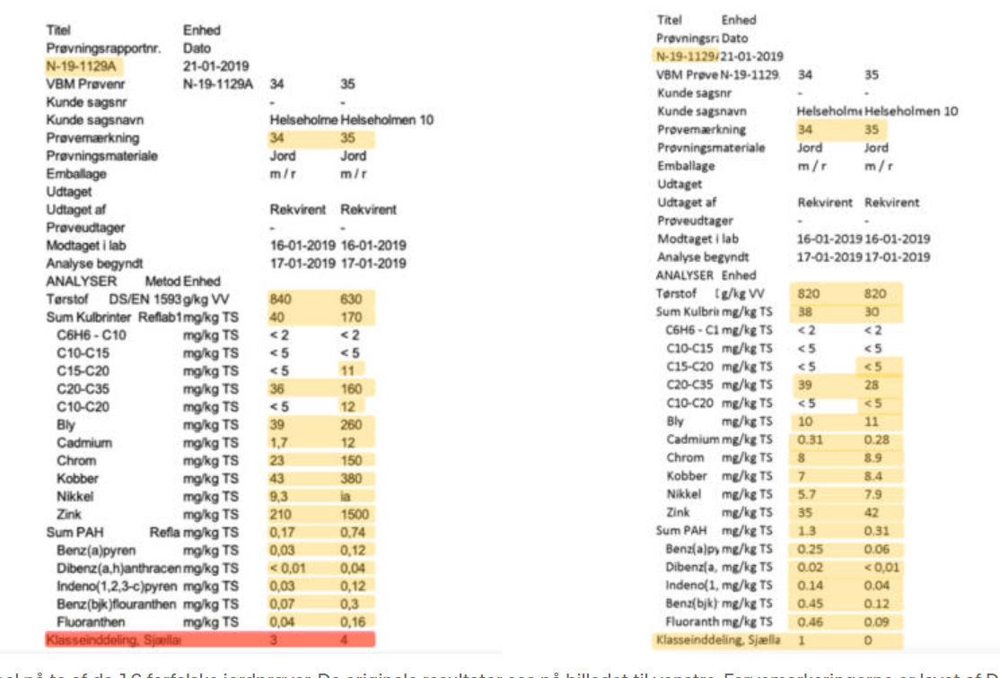 Titel Enhed
Prøvningsrapportnr. Dato
N-19-1129A 21-01-2019
VBM Prøvenr N-19-1129A 34 35
Kunde sagsnr - -
Kunde sagsnavn Helseholme Helseholmen 10
Prøvemærkning 34 35
Prøvningsmateriale Jord Jord
Emballage m / r m / r
Udtaget
Udtaget af Rekvirent Rekvirent
Prøveudtager - -
Modtaget i lab 16-01-2019 16-01-2019
Analyse begyndt 17-01-2019 17-01-2019
ANALYSER Metod Enhed
Tørstof DS/EN 1593 g/kg VV 840 630
Sum Kulbrinter Reflab1 mg/kg TS 40 170
C6H6 - C10 mg/kg TS < 2 < 2
C10-C15 mg/kg TS < 5 < 5
C15-C20 mg/kg TS < 5 11
C20-C35 mg/kg TS 36 160
C10-C20 mg/kg TS < 5 12
Bly mg/kg TS 39 260
Cadmium mg/kg TS 1,7 12
Chrom mg/kg TS 23 150
Kobber mg/kg TS 43 380
Nikkel mg/kg TS 9,3 ia
Zink mg/kg TS 210 1500
Sum PAH Refla mg/kg TS 0,17 0,74
Benz(a)pyren mg/kg TS 0,03 0,12
Dibenz(a,h)anthracen mg/kg TS < 0,01 0,04
Indeno(1,2,3-c)pyren mg/kg TS 0,03 0,12
Benz(bjk)flouranthen mg/kg TS 0,07 0,3
Fluoranthen mg/kg TS 0,04 0,16
Klasseinddeling, Sjællan 3 4
Titel Enhed
Prøvningsra Dato
N-19-1129A 21-01-2019
VBM Prøve N-19-1129. 34 35
Kunde sagsnr - -
Kunde sagsnavn Helseholme Helseholmen 10
Prøvemærkning 34 35
Prøvningsmateriale Jord Jord
Emballage m / r m / r
Udtaget
Udtaget af Rekvirent Rekvirent
Prøveudtager - -
Modtaget i lab 16-01-2019 16-01-2019
Analyse begyndt 17-01-2019 17-01-2019
ANALYSER Enhed
Tørstof g/kg VV 820 820
Sum Kulbrin mg/kg TS 38 30
C6H6 - C1 mg/kg TS < 2 < 2
C10-C15 mg/kg TS < 5 < 5
C15-C20 mg/kg TS < 5 < 5
C20-C35 mg/kg TS 39 28
C10-C20 mg/kg TS < 5 < 5
Bly mg/kg TS 10 11
Cadmium mg/kg TS 0.31 0.28
Chrom mg/kg TS 8 8.9
Kobber mg/kg TS 7 8.4
Nikkel mg/kg TS 5.7 7.9
Zink mg/kg TS 35 42
Sum PAH mg/kg TS 1.3 0.31
Benz(a)py mg/kg TS 0.25 0.06
Dibenz(a, mg/kg TS 0.02 < 0,01
Indeno(1, mg/kg TS 0.14 0.04
Benz(bjk) mg/kg TS 0.45 0.12
Fluoranth mg/kg TS 0.46 0.09
Klasseinddeling, Sjælla 1 0
på to af de 16 forfalske jordprøver. De originale resultater ses på billedet til venstre. Farvemarkeringerne er lavet af